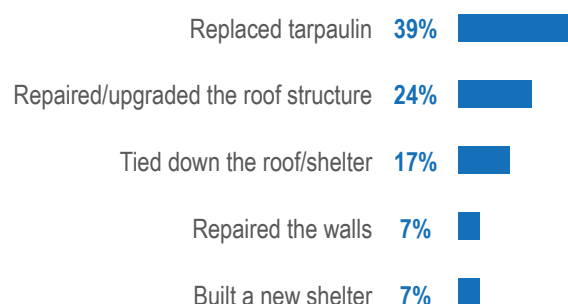 Replaced tarpaulin 39%
Repaired/upgraded the roof structure 24%
Tied down the roof/shelter 17%
Repaired the walls 7%
Built a new shelter 7%